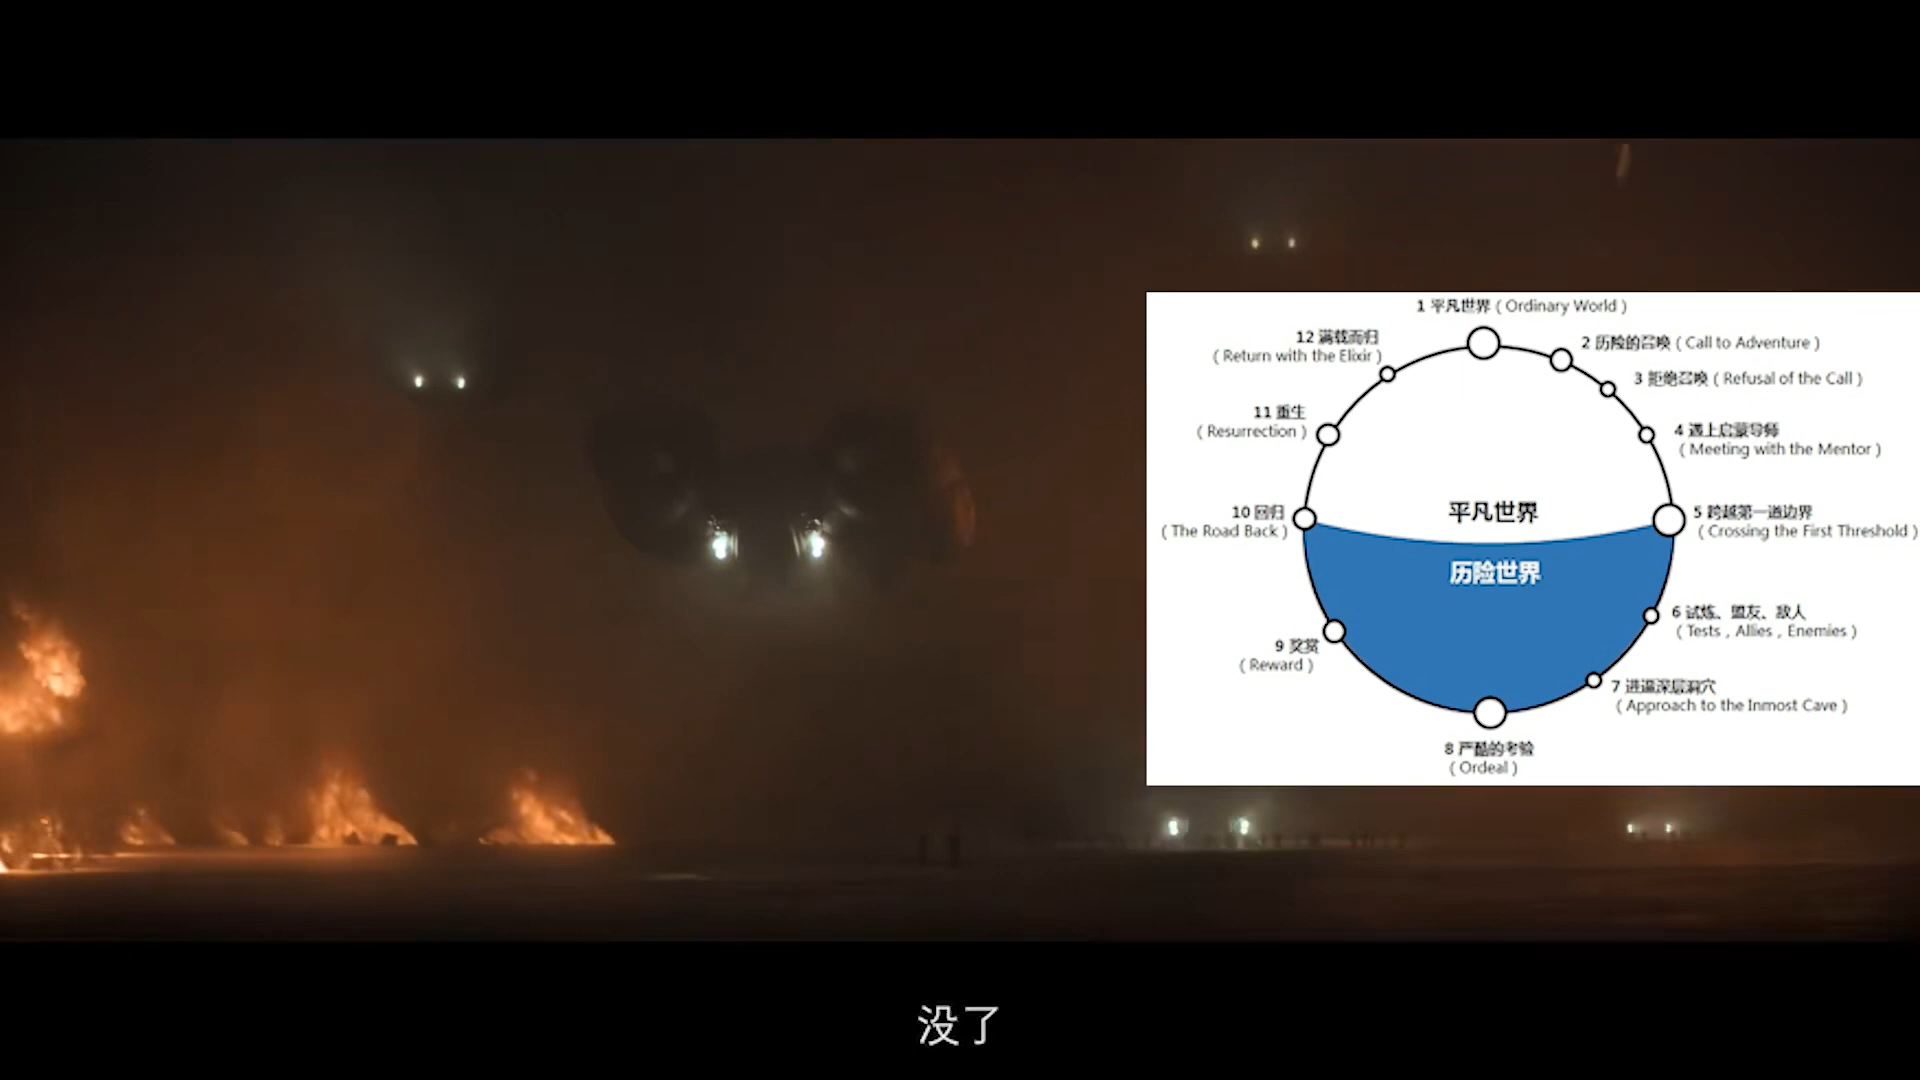 1 平凡世界 ( Ordinary World )
2 历险的召唤 ( Call to Adventure )
3 拒绝召唤 ( Refusal of the Call )
4 遇上启蒙导师
( Meeting with the Mentor )
5 跨越第一道边界
( Crossing the First Threshold )
6 试炼、盟友、敌人
( Tests , Allies , Enemies )
7 进逼深层洞穴
( Approach to the Inmost Cave )
8 严酷的考验
( Ordeal )
9 奖赏
( Reward )
10 回归
( The Road Back )
11 重生
( Resurrection )
12 满载而归
( Return with the Elixir )
平凡世界
历险世界
没了